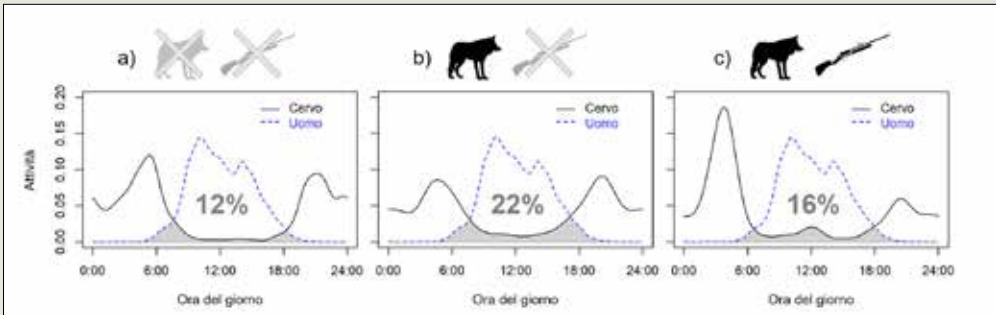 a)
b)
c)
Attività
0.20
0.15
0.10
0.05
0.00
Cervo
Uomo
12%
0:00 6:00 12:00 18:00 24:00
Ora del giorno
Cervo
Uomo
22%
0:00 6:00 12:00 18:00 24:00
Ora del giorno
Cervo
Uomo
16%
0:00 6:00 12:00 18:00 24:00
Ora del giorno